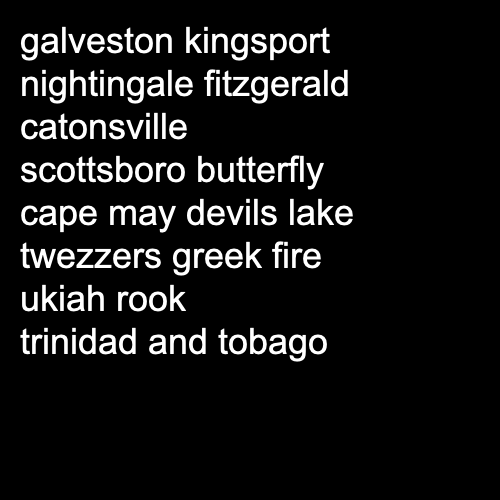 galveston kingsport
nightingale fitzgerald
catonsville
scottsboro butterfly
cape may devils lake
twezzers greek fire
ukiah rook
trinidad and tobago